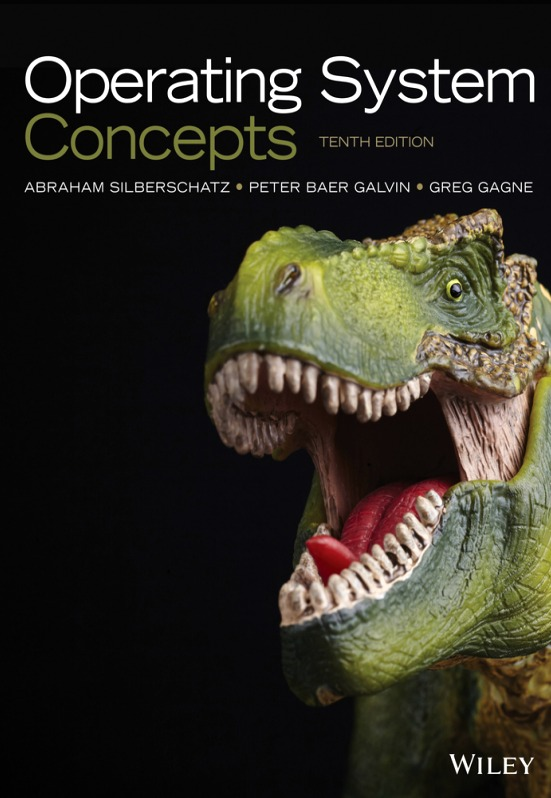 Operating System
Concepts TENTH EDITION
ABRAHAM SILBERSCHATZ • PETER BAER GALVIN • GREG GAGNE
WILEY